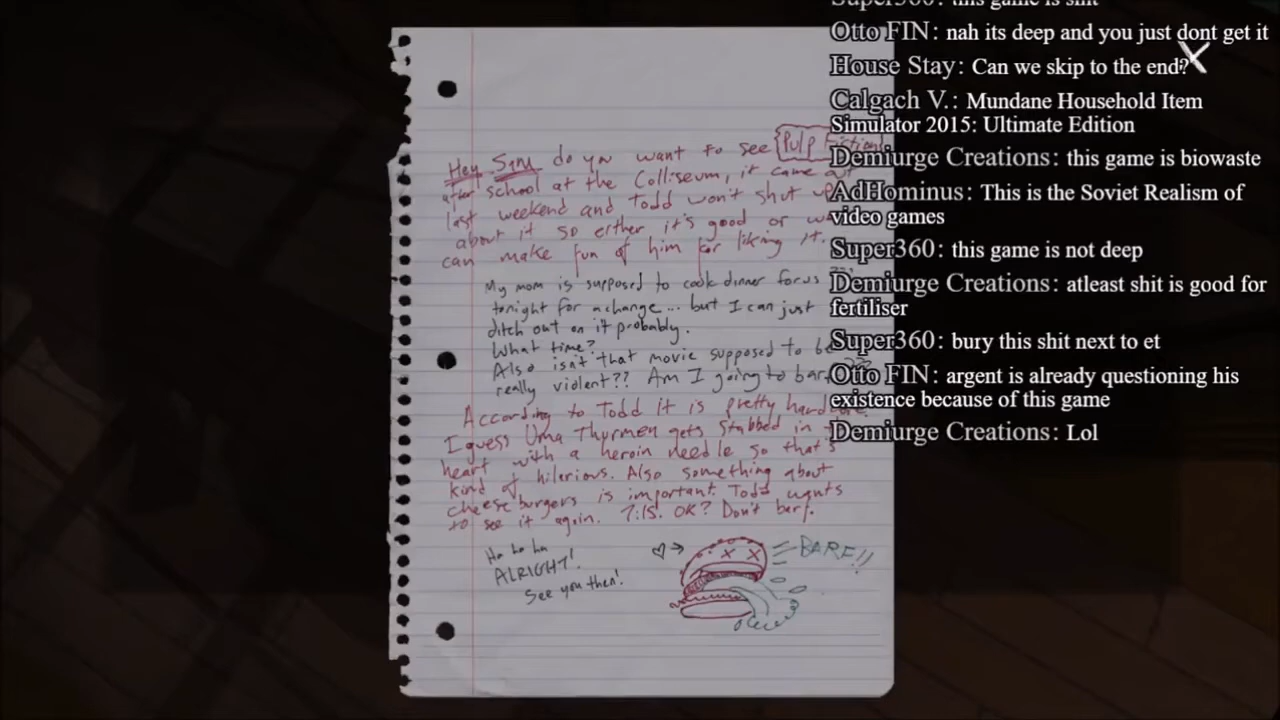 Hey Sam do you want to see Pulp Fiction
after school at the Colliseum, it came out
last weekend and Todd won't shut up
about it so either it's good or we
can make fun of him for liking it.
My mom is supposed to cook dinner for us
tonight for a change... but I can just
ditch out on it probably.
What time?
Also isn't that movie supposed to be
really violent?? Am I going to barf
According to Todd it is pretty hardcore.
I guess Uma Thurmen gets stabbed in the
heart with a heroin needle so that's
kind of hilarious. Also something about
cheeseburgers is important. Todd wants
to see it again. 7:15. OK? Don't barf.
Ha ha ha
ALRIGHT!
See you then!
BARF!!
Super360: this game is shit
Otto FIN: nah its deep and you just dont get it
House Stay: Can we skip to the end?
Calgach V.: Mundane Household Item
Simulator 2015: Ultimate Edition
Demiurge Creations: this game is biowaste
AdHominus: This is the Soviet Realism of
video games
Super360: this game is not deep
Demiurge Creations: atleast shit is good for
fertiliser
Super360: bury this shit next to et
Otto FIN: argent is already questioning his
existence because of this game
Demiurge Creations: Lol